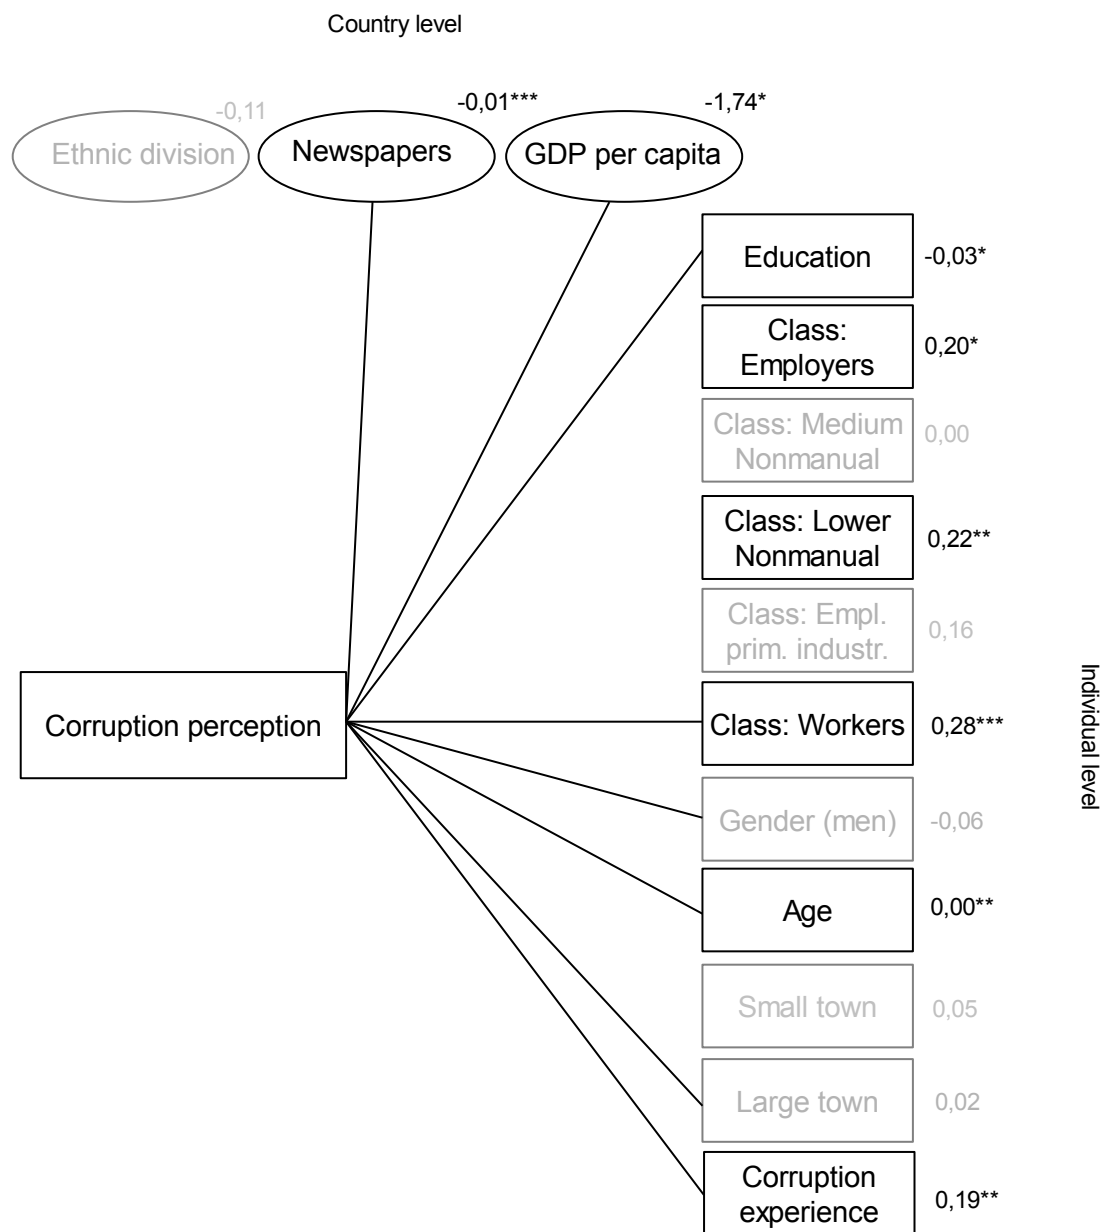 Country level
-0,11
-0,01***
-1,74*
Ethnic division
Newspapers
GDP per capita
Education
-0,03*
Class:
Employers
0,20*
Class: Medium
Nonmanual
0,00
Class: Lower
Nonmanual
0,22**
Class: Empl.
prim. industr.
0,16
Individual level
Corruption perception
Class: Workers
0,28***
Gender (men)
-0,06
Age
0,00**
Small town
0,05
Large town
0,02
Corruption
experience
0,19**